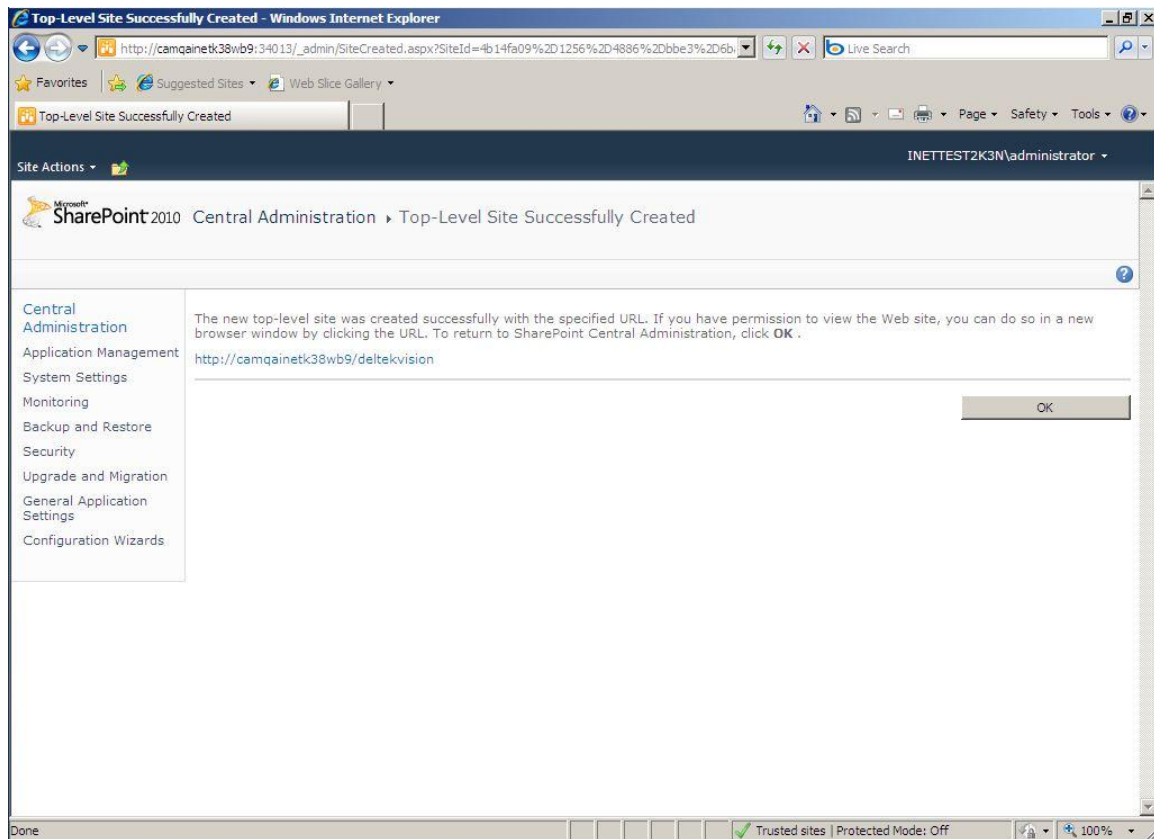 Top-Level Site Successfully Created - Windows Internet Explorer
http://camqainetk38wb9:34013/_admin/SiteCreated.aspx?SiteId=4b14fa09%2D1256%2D4886%2Dbbe3%2D6b
Live Search
Favorites Suggested Sites Web Slice Gallery
Top-Level Site Successfully Created
Page Safety Tools
Site Actions
INETTEST2K3N\administrator
Microsoft
SharePoint 2010 Central Administration Top-Level Site Successfully Created
Central
Administration
Application Management
System Settings
Monitoring
Backup and Restore
Security
Upgrade and Migration
General Application
Settings
Configuration Wizards
The new top-level site was created successfully with the specified URL. If you have permission to view the Web site, you can do so in a new
browser window by clicking the URL. To return to SharePoint Central Administration, click OK .
http://camqainetk38wb9/deltekvision
OK
Done
Trusted sites | Protected Mode: Off
100%